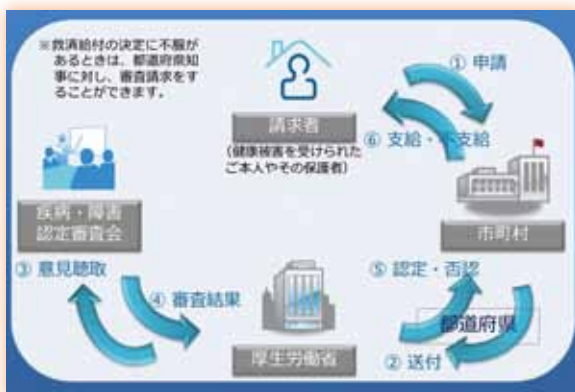 ※救済給付の決定に不服が
あるときは、都道府県知
事に対し、審査請求をす
ることができます。
① 申請
請求者
(健康被害を受けられた
ご本人やその保護者)
⑥ 支給・不支給
疾病・障害
認定審査会
市町村
③ 意見聴取
④ 審査結果
⑤ 認定・否認
都道府県
厚生労働省
② 送付